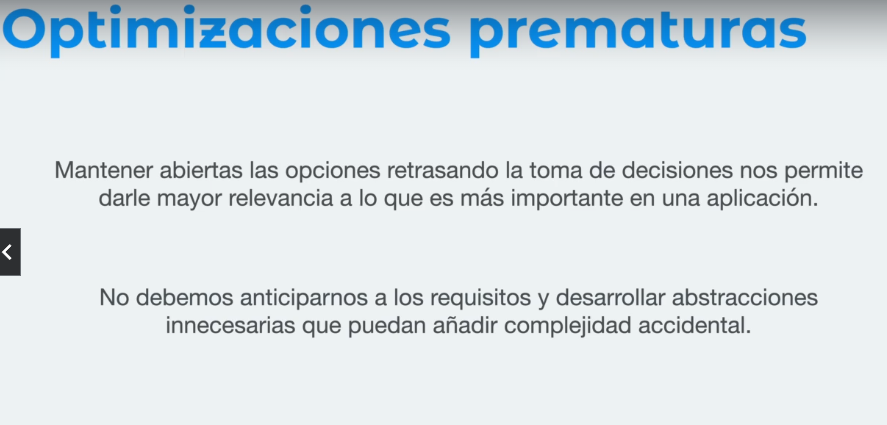 Optimizaciones prematuras
Mantener abiertas las opciones retrasando la toma de decisiones nos permite
darle mayor relevancia a lo que es más importante en una aplicación.
No debemos anticiparnos a los requisitos y desarrollar abstracciones
innecesarias que puedan añadir complejidad accidental.